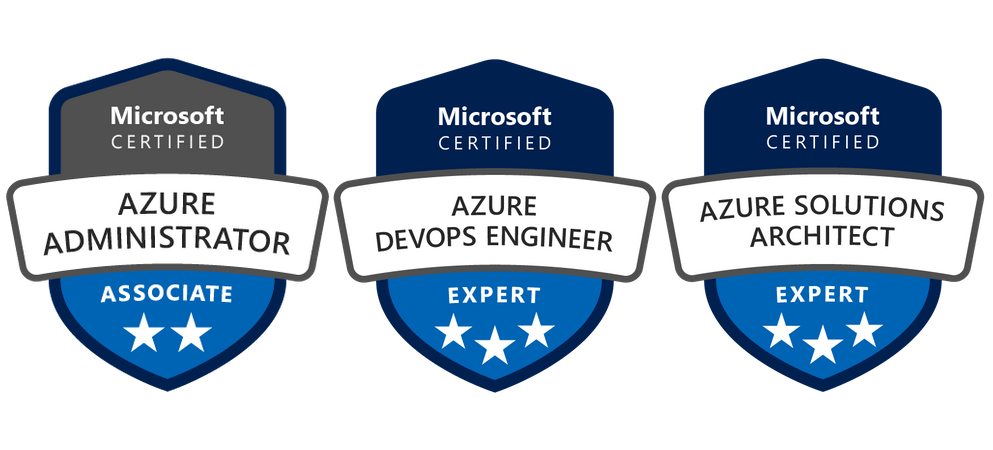 Microsoft
CERTIFIED
AZURE
ADMINISTRATOR
ASSOCIATE
Microsoft
CERTIFIED
AZURE
DEVOPS ENGINEER
EXPERT
Microsoft
CERTIFIED
AZURE SOLUTIONS
ARCHITECT
EXPERT